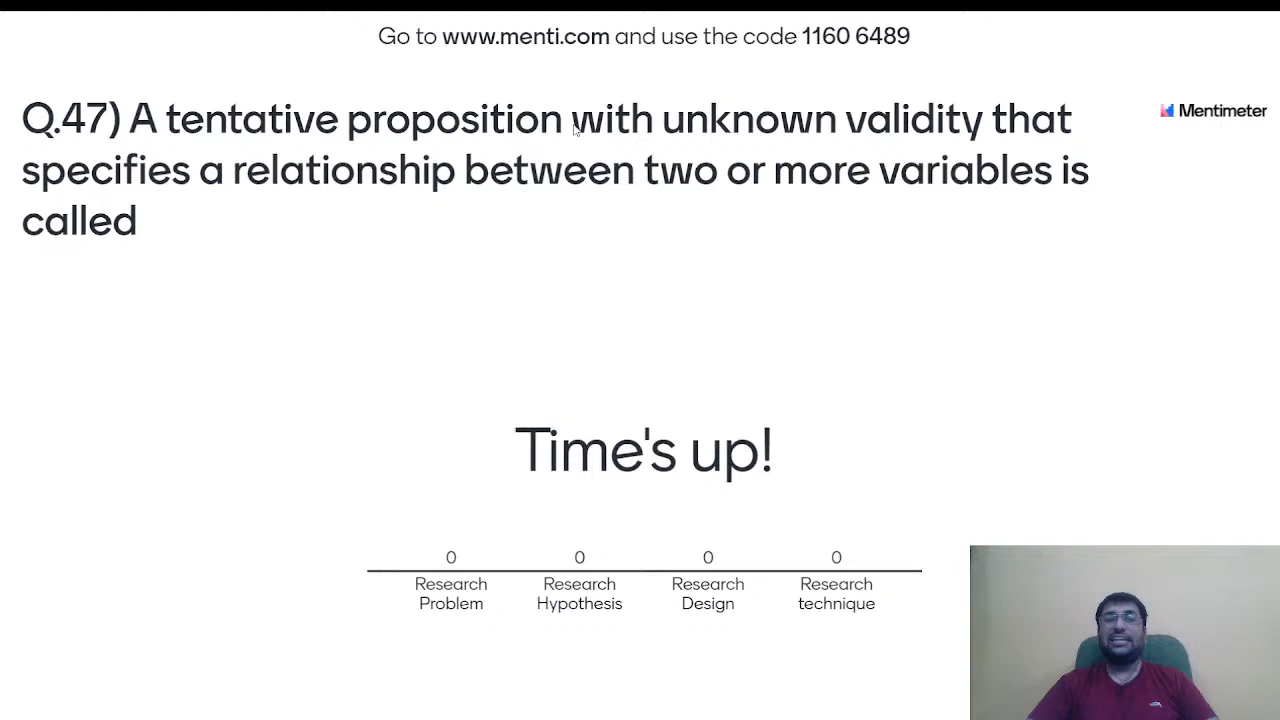 Go to www.menti.com and use the code 1160 6489
Mentimeter
Q.47) A tentative proposition with unknown validity that
specifies a relationship between two or more variables is
called
Time's up!
0 0 0 0
Research Research Research Research
Problem Hypothesis Design technique